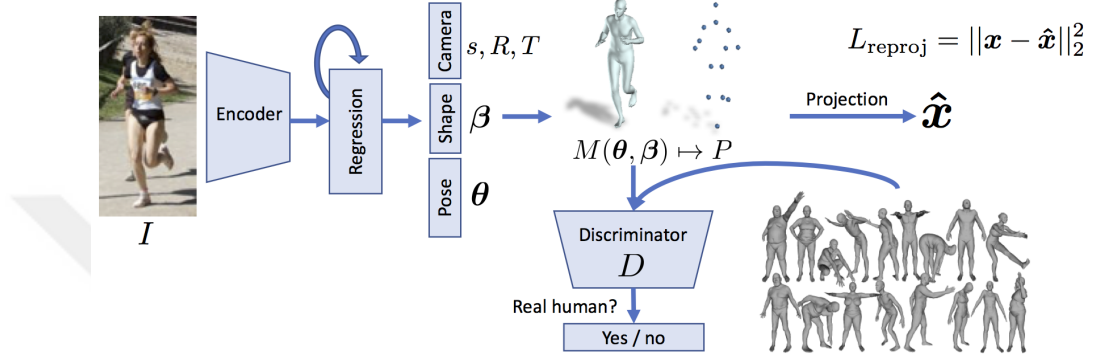 I
Encoder
Regression
Camera
s, R, T
Shape
β
Pose
θ
M(θ, β) ↦ P
L_reproj = ||x − x̂||₂²
Projection
x̂
Discriminator
D
Real human?
Yes / no